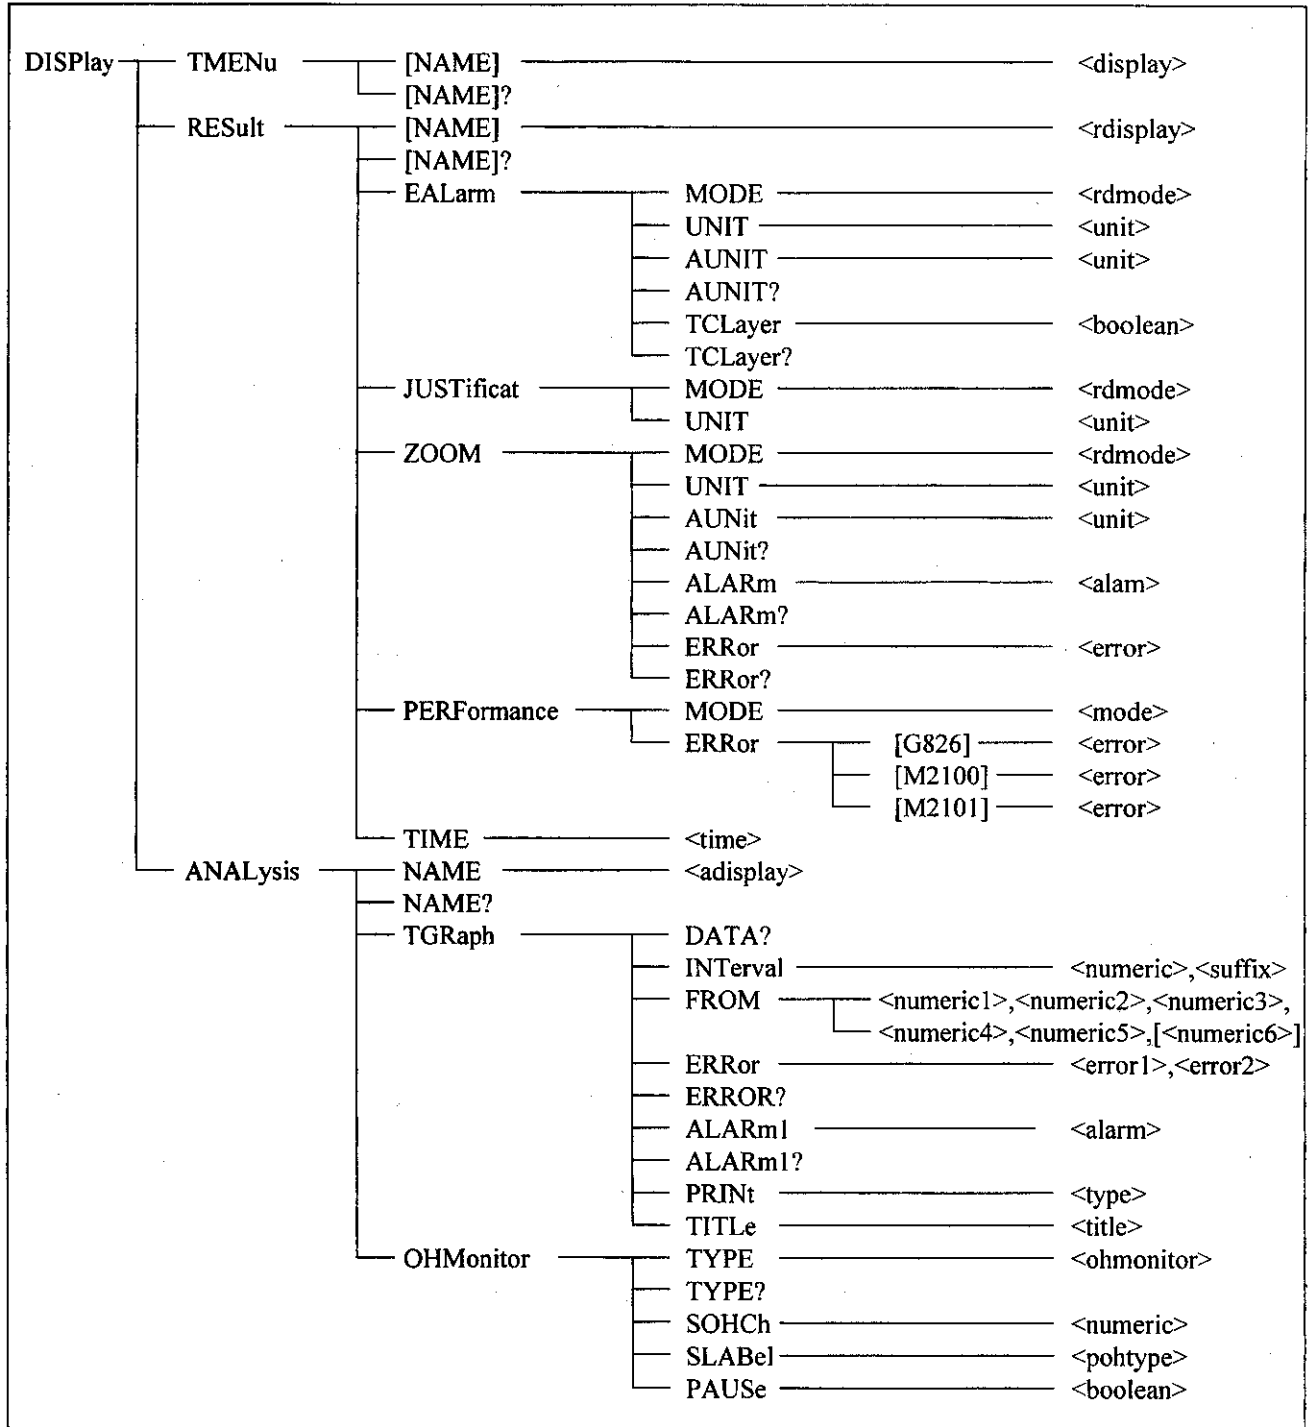 DISPlay TMENu [NAME] <display>
[NAME]?
RESult [NAME] <rdisplay>
[NAME]?
EALarm MODE <rdmode>
UNIT <unit>
AUNIT <unit>
AUNIT?
TCLayer <boolean>
TCLayer?
JUSTificat MODE <rdmode>
UNIT <unit>
ZOOM MODE <rdmode>
UNIT <unit>
AUNit <unit>
AUNit?
ALARm <alam>
ALARm?
ERRor <error>
ERRor?
PERFormance MODE <mode>
ERRor [G826] <error>
[M2100] <error>
[M2101] <error>
TIME <time>
ANALysis NAME <adisplay>
NAME?
TGRaph DATA?
INTerval <numeric>,<suffix>
FROM <numeric1>,<numeric2>,<numeric3>,
<numeric4>,<numeric5>,[<numeric6>]
ERRor <error1>,<error2>
ERROR?
ALARm1 <alarm>
ALARm1?
PRINt <type>
TITLe <title>
OHMonitor TYPE <ohmonitor>
TYPE?
SOHCh <numeric>
SLABel <pohtype>
PAUSe <boolean>